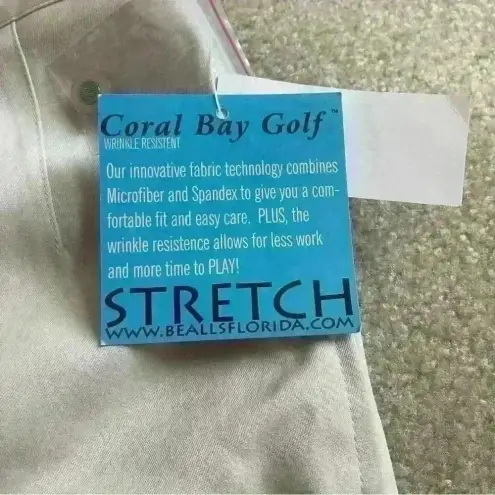 Coral Bay Golf™
WRINKLE RESISTENT
Our innovative fabric technology combines
Microfiber and Spandex to give you a com-
fortable fit and easy care. PLUS, the
wrinkle resistence allows for less work
and more time to PLAY!
STRETCH
WWW.BEALLSFLORIDA.COM